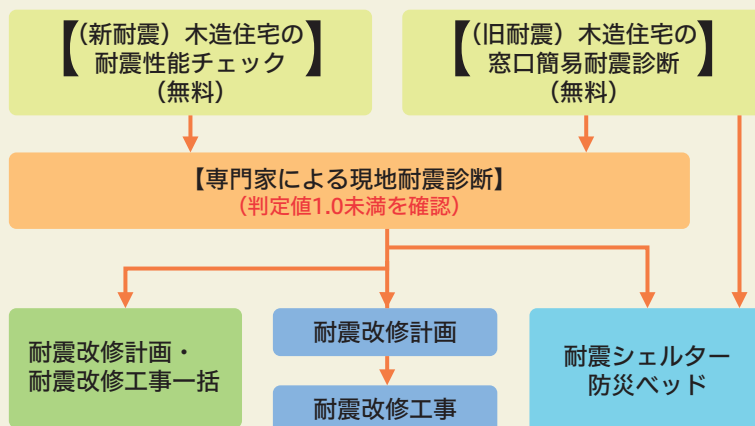 【(新耐震)木造住宅の
耐震性能チェック
(無料)】
【(旧耐震)木造住宅の
窓口簡易耐震診断
(無料)】
【専門家による現地耐震診断】
(判定値1.0未満を確認)
耐震改修計画・
耐震改修工事一括
耐震改修計画
耐震改修工事
耐震シェルター
防災ベッド